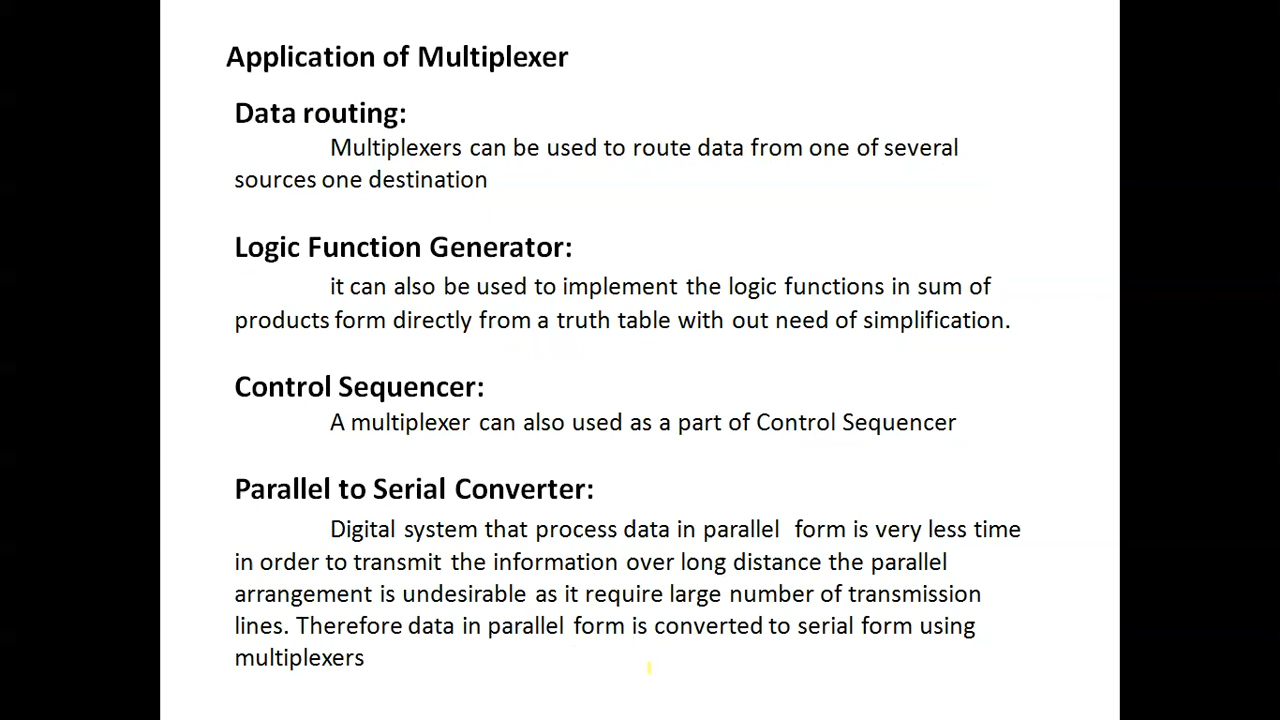 Application of Multiplexer
Data routing:
Multiplexers can be used to route data from one of several
sources one destination
Logic Function Generator:
it can also be used to implement the logic functions in sum of
products form directly from a truth table with out need of simplification.
Control Sequencer:
A multiplexer can also used as a part of Control Sequencer
Parallel to Serial Converter:
Digital system that process data in parallel form is very less time
in order to transmit the information over long distance the parallel
arrangement is undesirable as it require large number of transmission
lines. Therefore data in parallel form is converted to serial form using
multiplexers